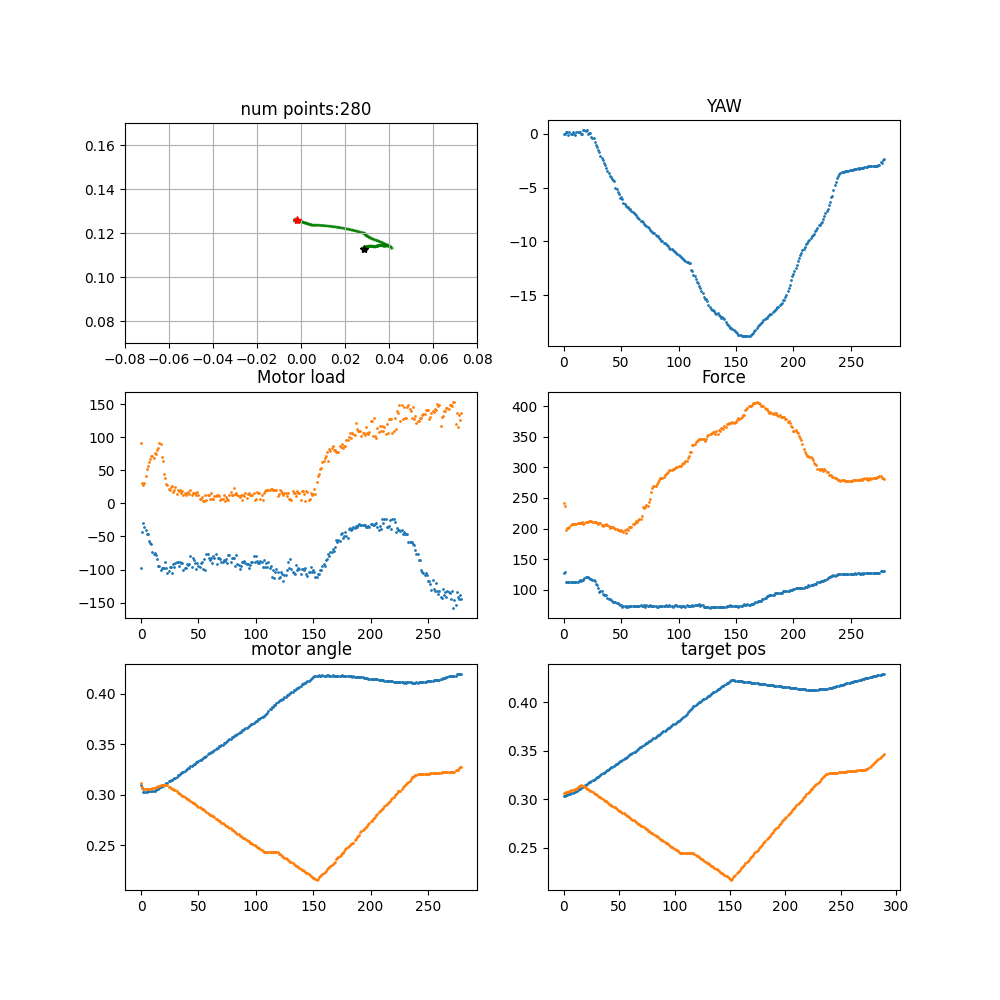 num points:280
0.16
0.14
0.12
0.10
0.08
−0.08 −0.06 −0.04 −0.02 0.00 0.02 0.04 0.06 0.08
YAW
0
−5
−10
−15
0 50 100 150 200 250
Motor load
150
100
50
0
−50
−100
−150
0 50 100 150 200 250
Force
400
350
300
250
200
150
100
0 50 100 150 200 250
motor angle
0.40
0.35
0.30
0.25
0 50 100 150 200 250
target pos
0.40
0.35
0.30
0.25
0 50 100 150 200 250 300